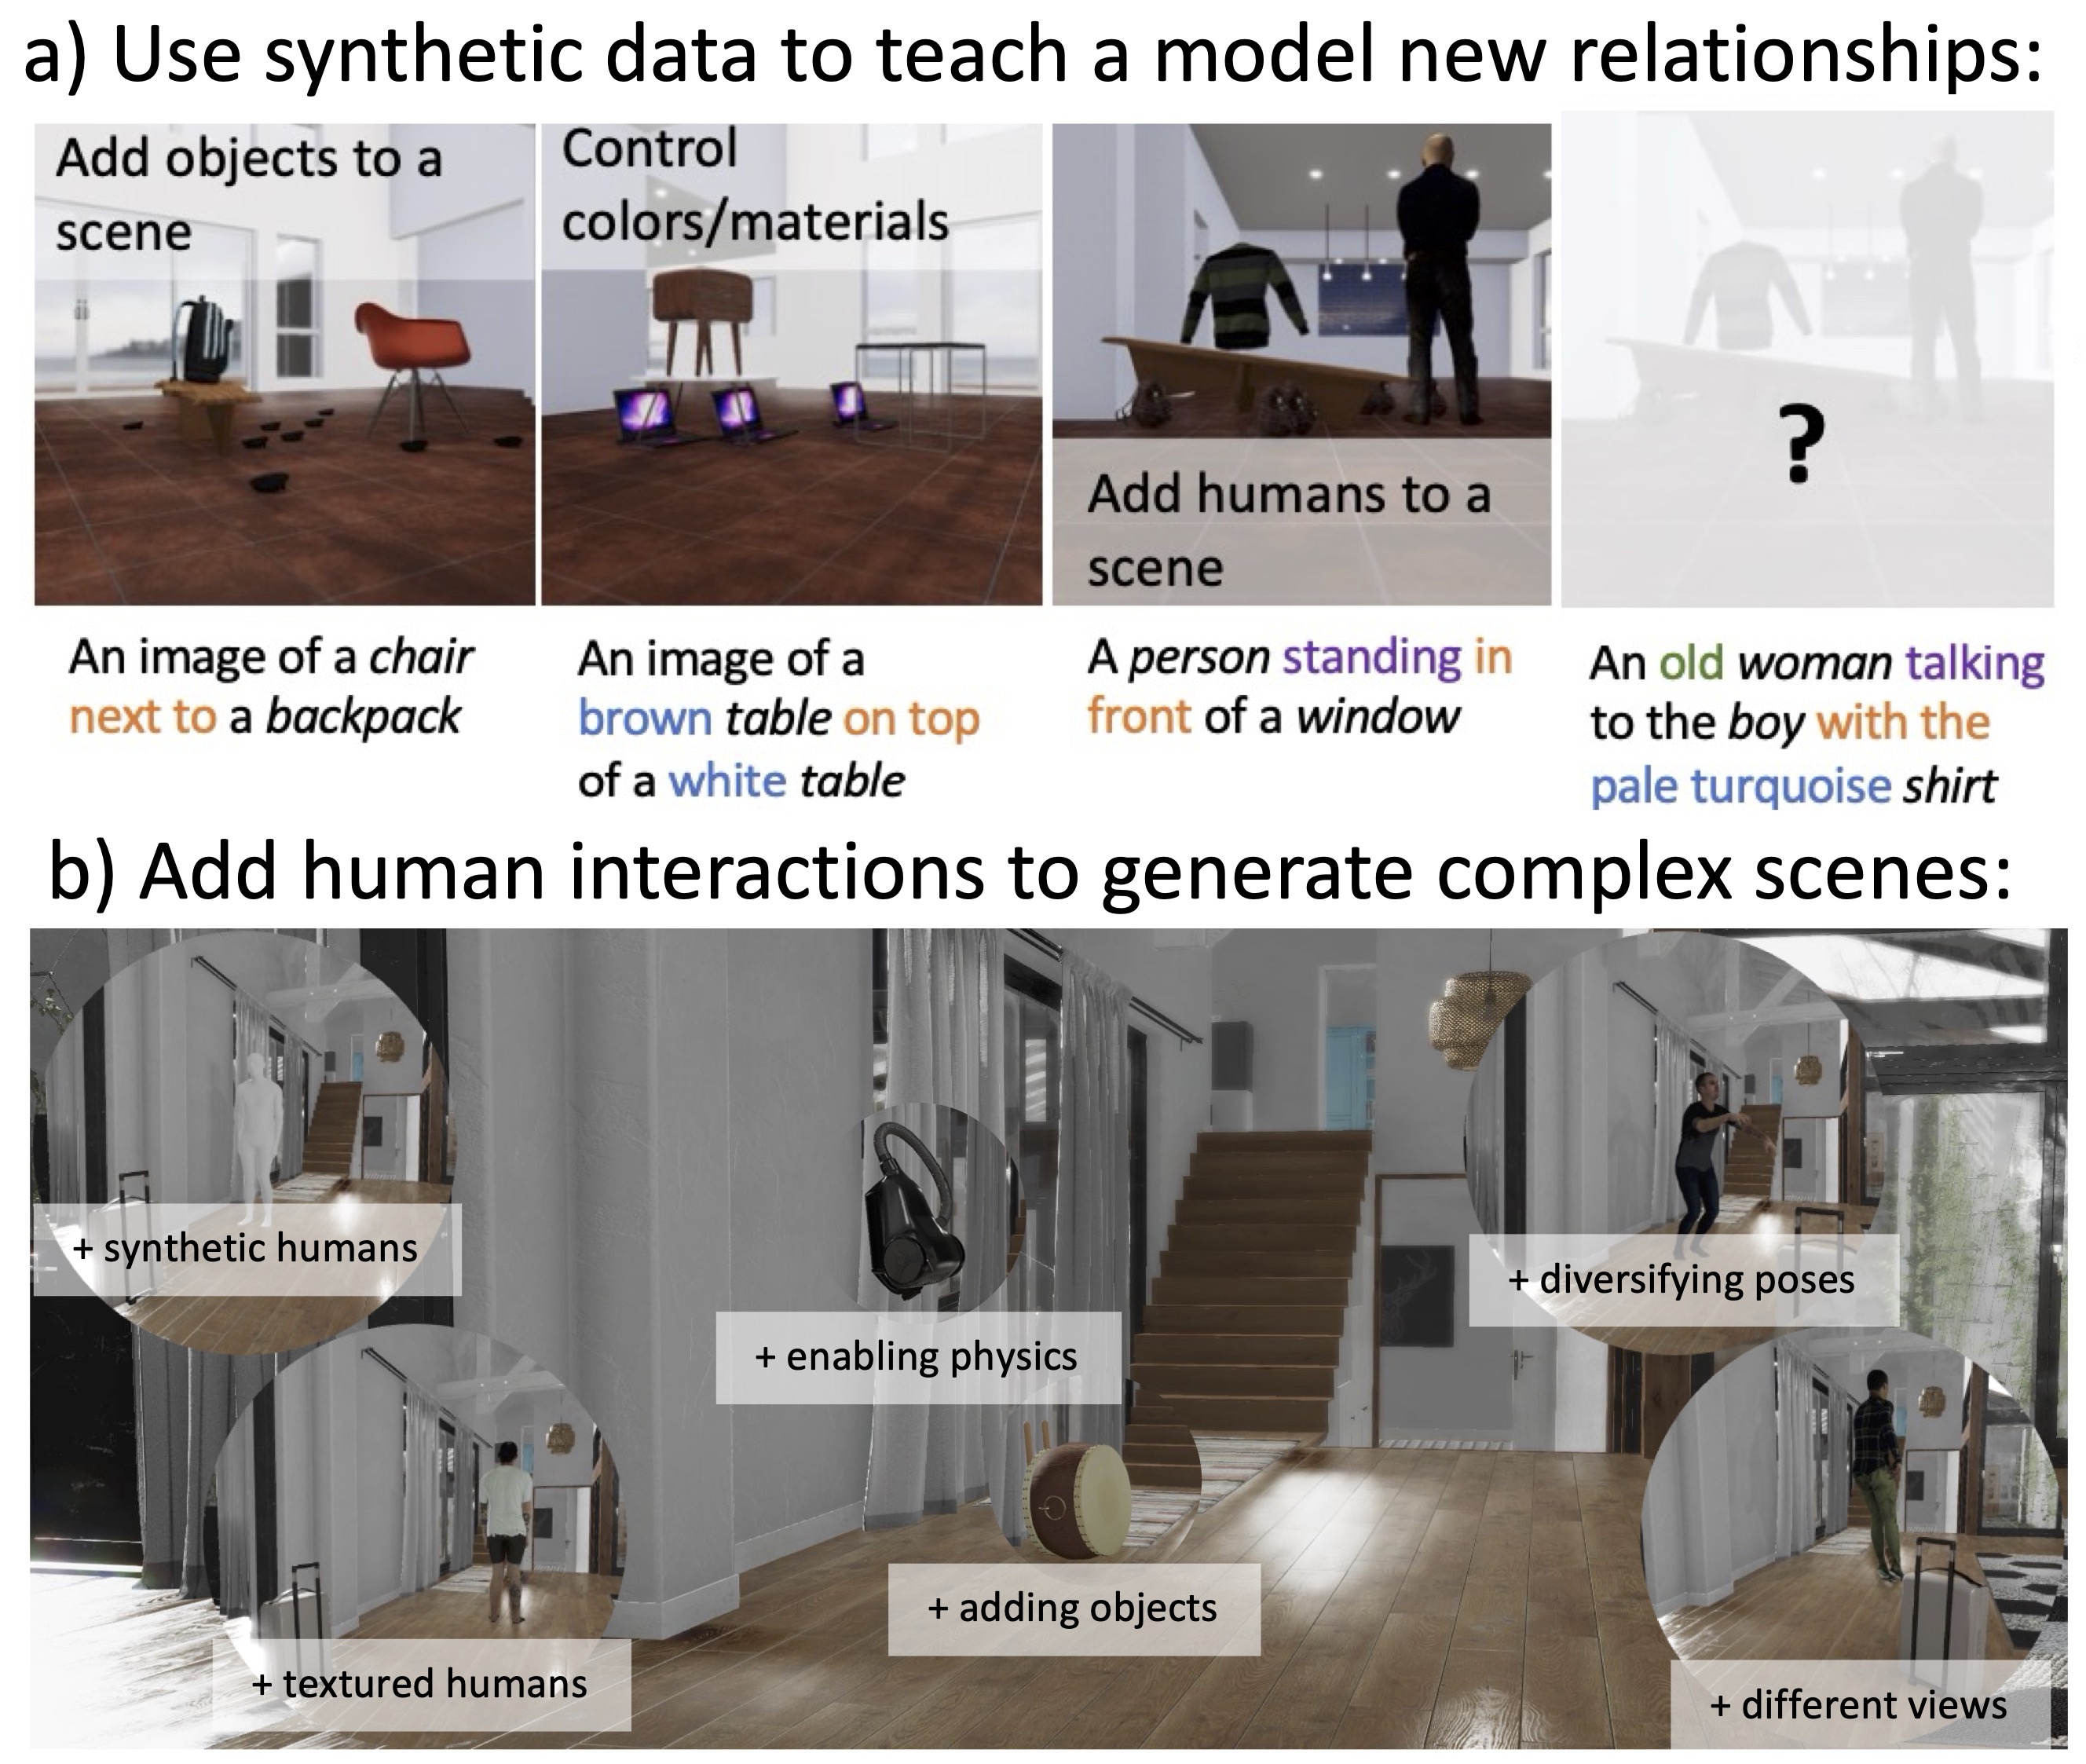 a) Use synthetic data to teach a model new relationships:
Add objects to a
scene
Control
colors/materials
Add humans to a
scene
?
An image of a chair
next to a backpack
An image of a
brown table on top
of a white table
A person standing in
front of a window
An old woman talking
to the boy with the
pale turquoise shirt
b) Add human interactions to generate complex scenes:
+ synthetic humans
+ enabling physics
+ diversifying poses
+ adding objects
+ textured humans
+ different views